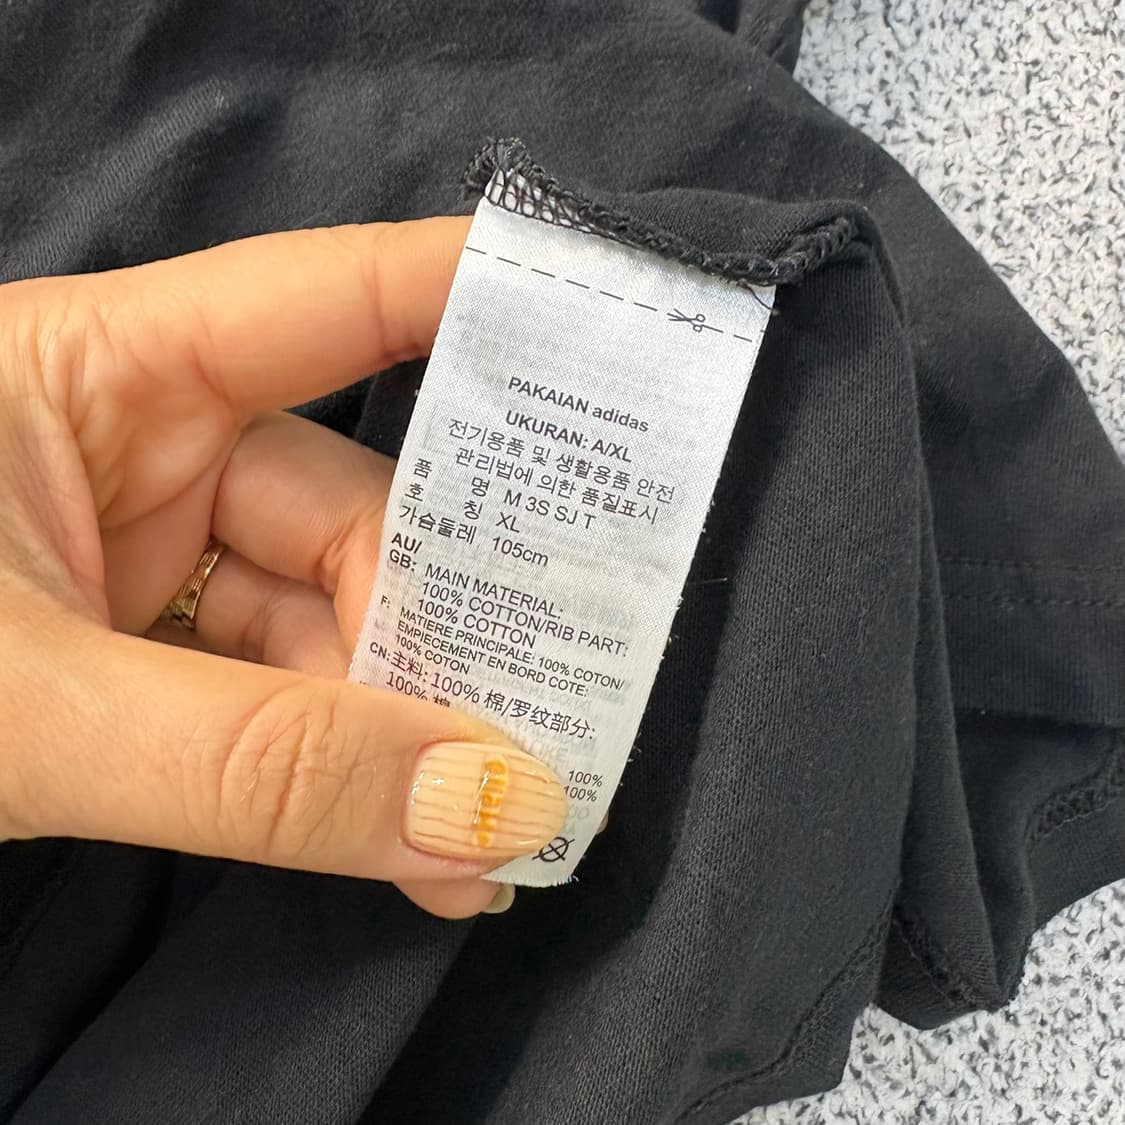 PAKAIAN adidas
UKURAN: A/XL
전기용품 및 생활용품 안전
관리법에 의한 품질표시
품 명 M 3S SJ T
호 칭 XL
가슴둘레 105cm
AU/
GB: MAIN MATERIAL:
100% COTTON/RIB PART:
100% COTTON
F: MATIERE PRINCIPALE: 100% COTON/
EMPIECEMENT EN BORD COTE:
100% COTON
CN: 主料: 100% 棉/罗纹部分:
100% 棉
100%
100%